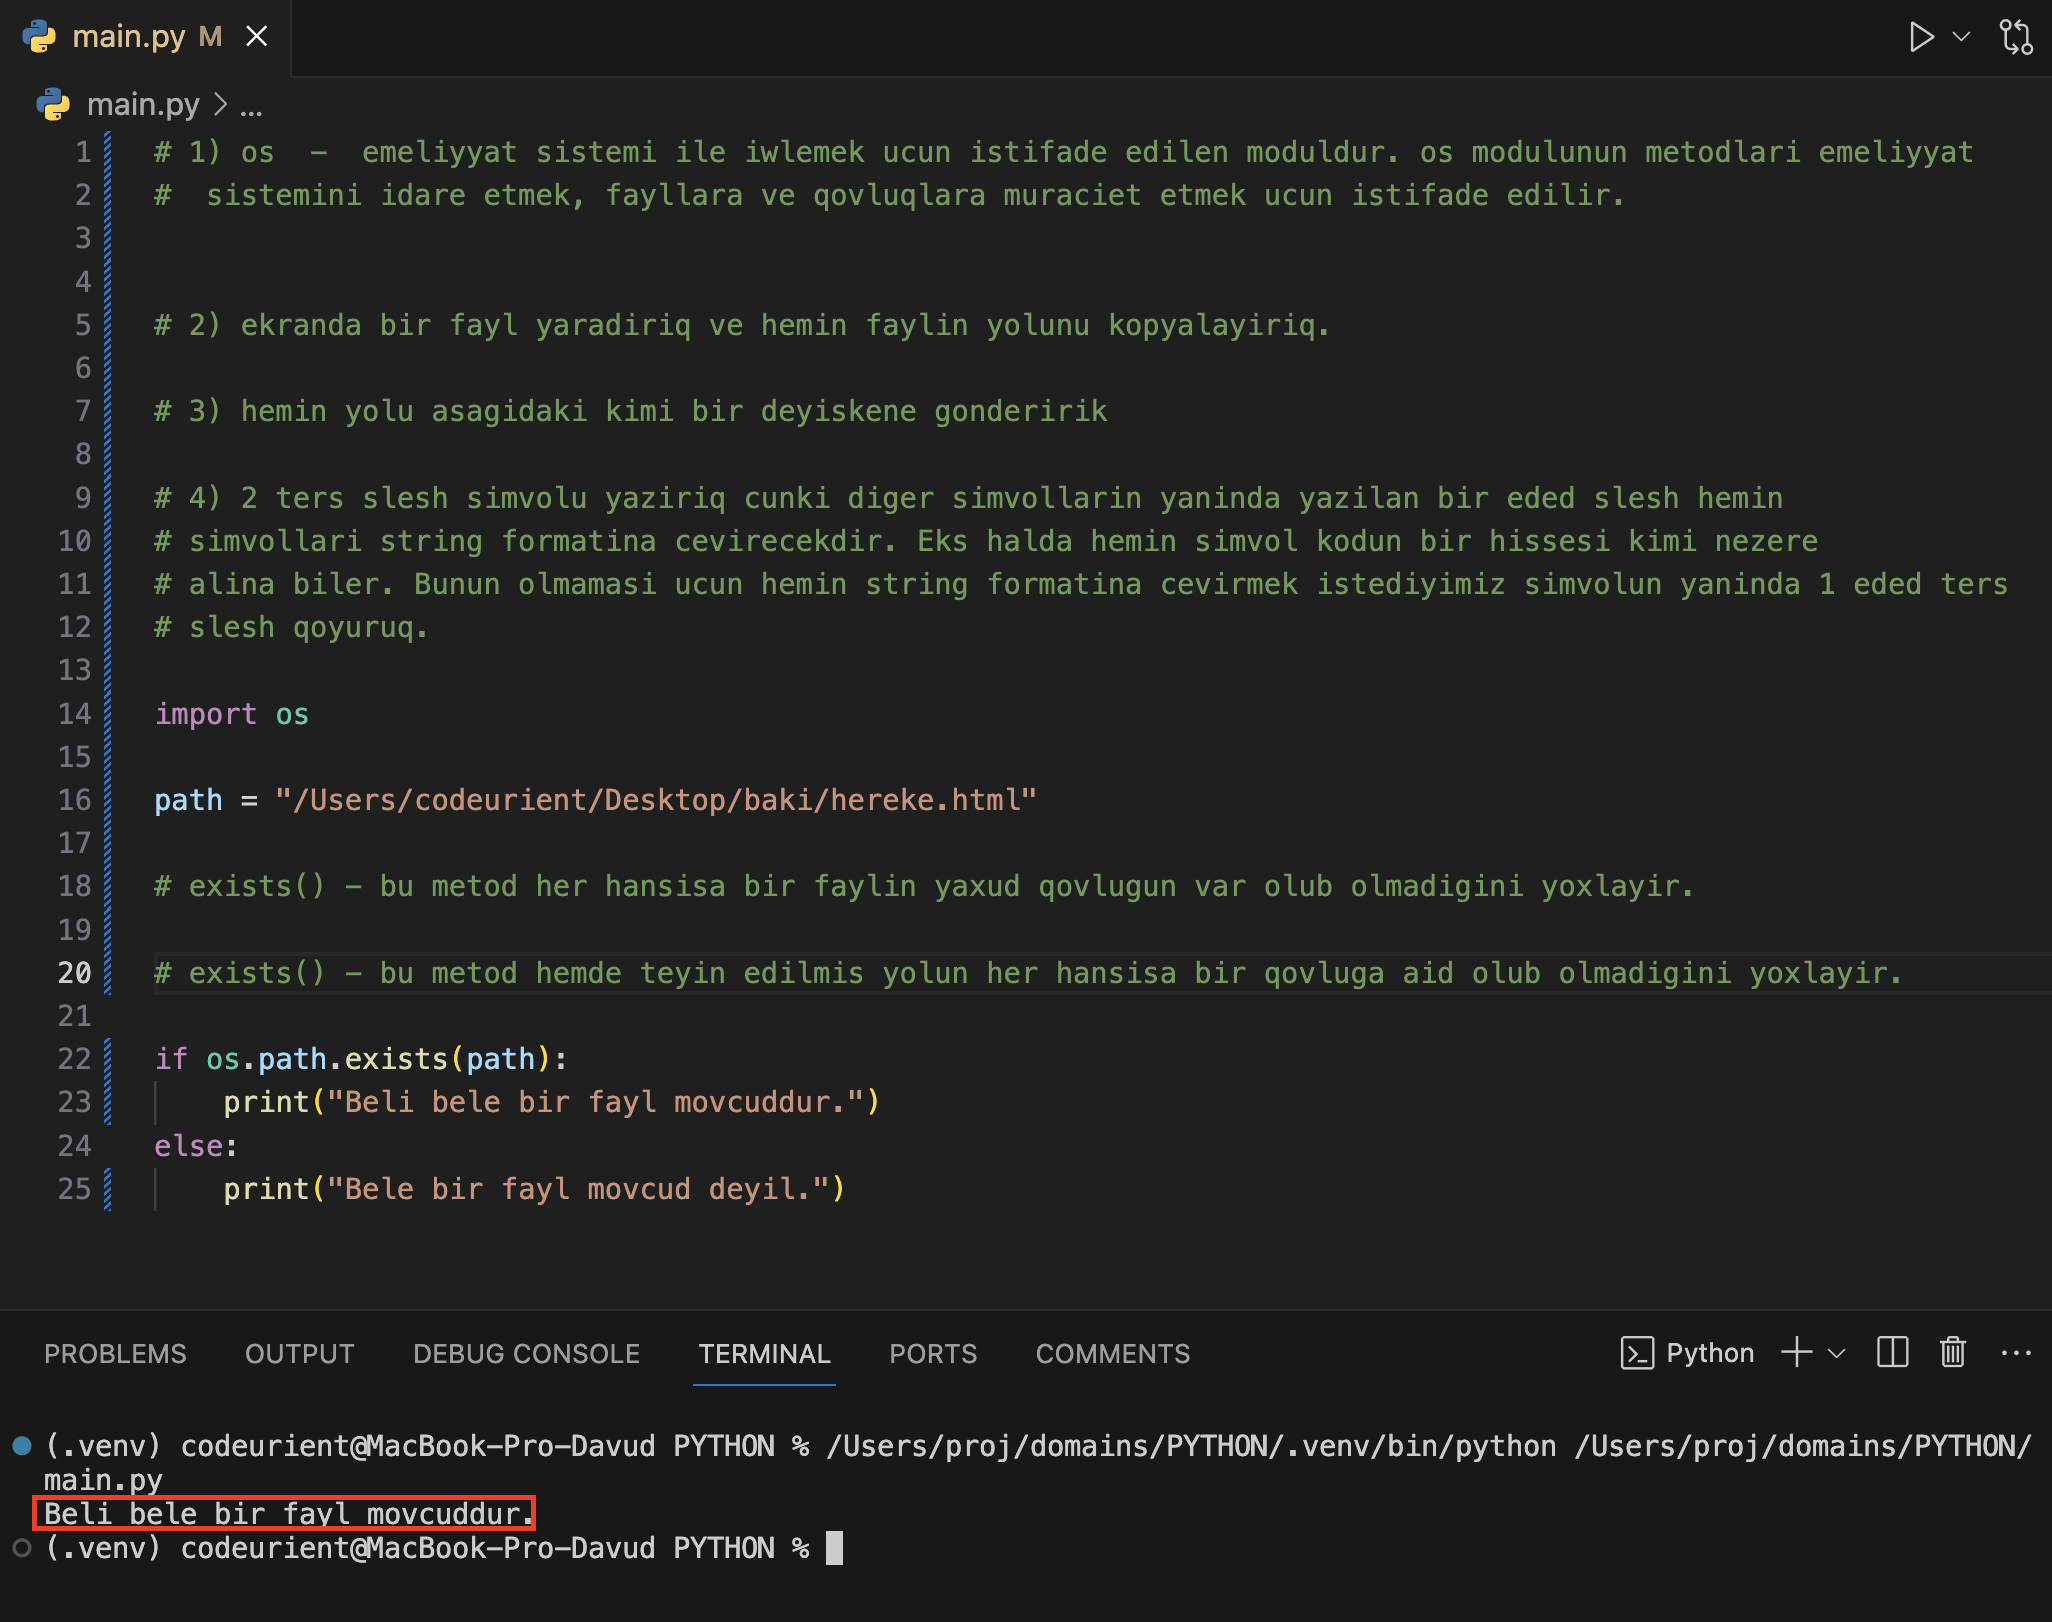 main.py M
main.py > ...
1 # 1) os  -  emeliyyat sistemi ile iwlemek ucun istifade edilen moduldur. os modulunun metodlari emeliyyat
2 #  sistemini idare etmek, fayllara ve qovluqlara muraciet etmek ucun istifade edilir.
3
4
5 # 2) ekranda bir fayl yaradiriq ve hemin faylin yolunu kopyalayiriq.
6
7 # 3) hemin yolu asagidaki kimi bir deyiskene gonderirik
8
9 # 4) 2 ters slesh simvolu yaziriq cunki diger simvollarin yaninda yazilan bir eded slesh hemin
10 # simvollari string formatina cevirecekdir. Eks halda hemin simvol kodun bir hissesi kimi nezere
11 # alina biler. Bunun olmamasi ucun hemin string formatina cevirmek istediyimiz simvolun yaninda 1 eded ters
12 # slesh qoyuruq.
13
14 import os
15
16 path = "/Users/codeurient/Desktop/baki/hereke.html"
17
18 # exists() - bu metod her hansisa bir faylin yaxud qovlugun var olub olmadigini yoxlayir.
19
20 # exists() - bu metod hemde teyin edilmis yolun her hansisa bir qovluga aid olub olmadigini yoxlayir.
21
22 if os.path.exists(path):
23     print("Beli bele bir fayl movcuddur.")
24 else:
25     print("Bele bir fayl movcud deyil.")
PROBLEMS OUTPUT DEBUG CONSOLE TERMINAL PORTS COMMENTS Python
(.venv) codeurient@MacBook-Pro-Davud PYTHON % /Users/proj/domains/PYTHON/.venv/bin/python /Users/proj/domains/PYTHON/
main.py
Beli bele bir fayl movcuddur.
(.venv) codeurient@MacBook-Pro-Davud PYTHON %